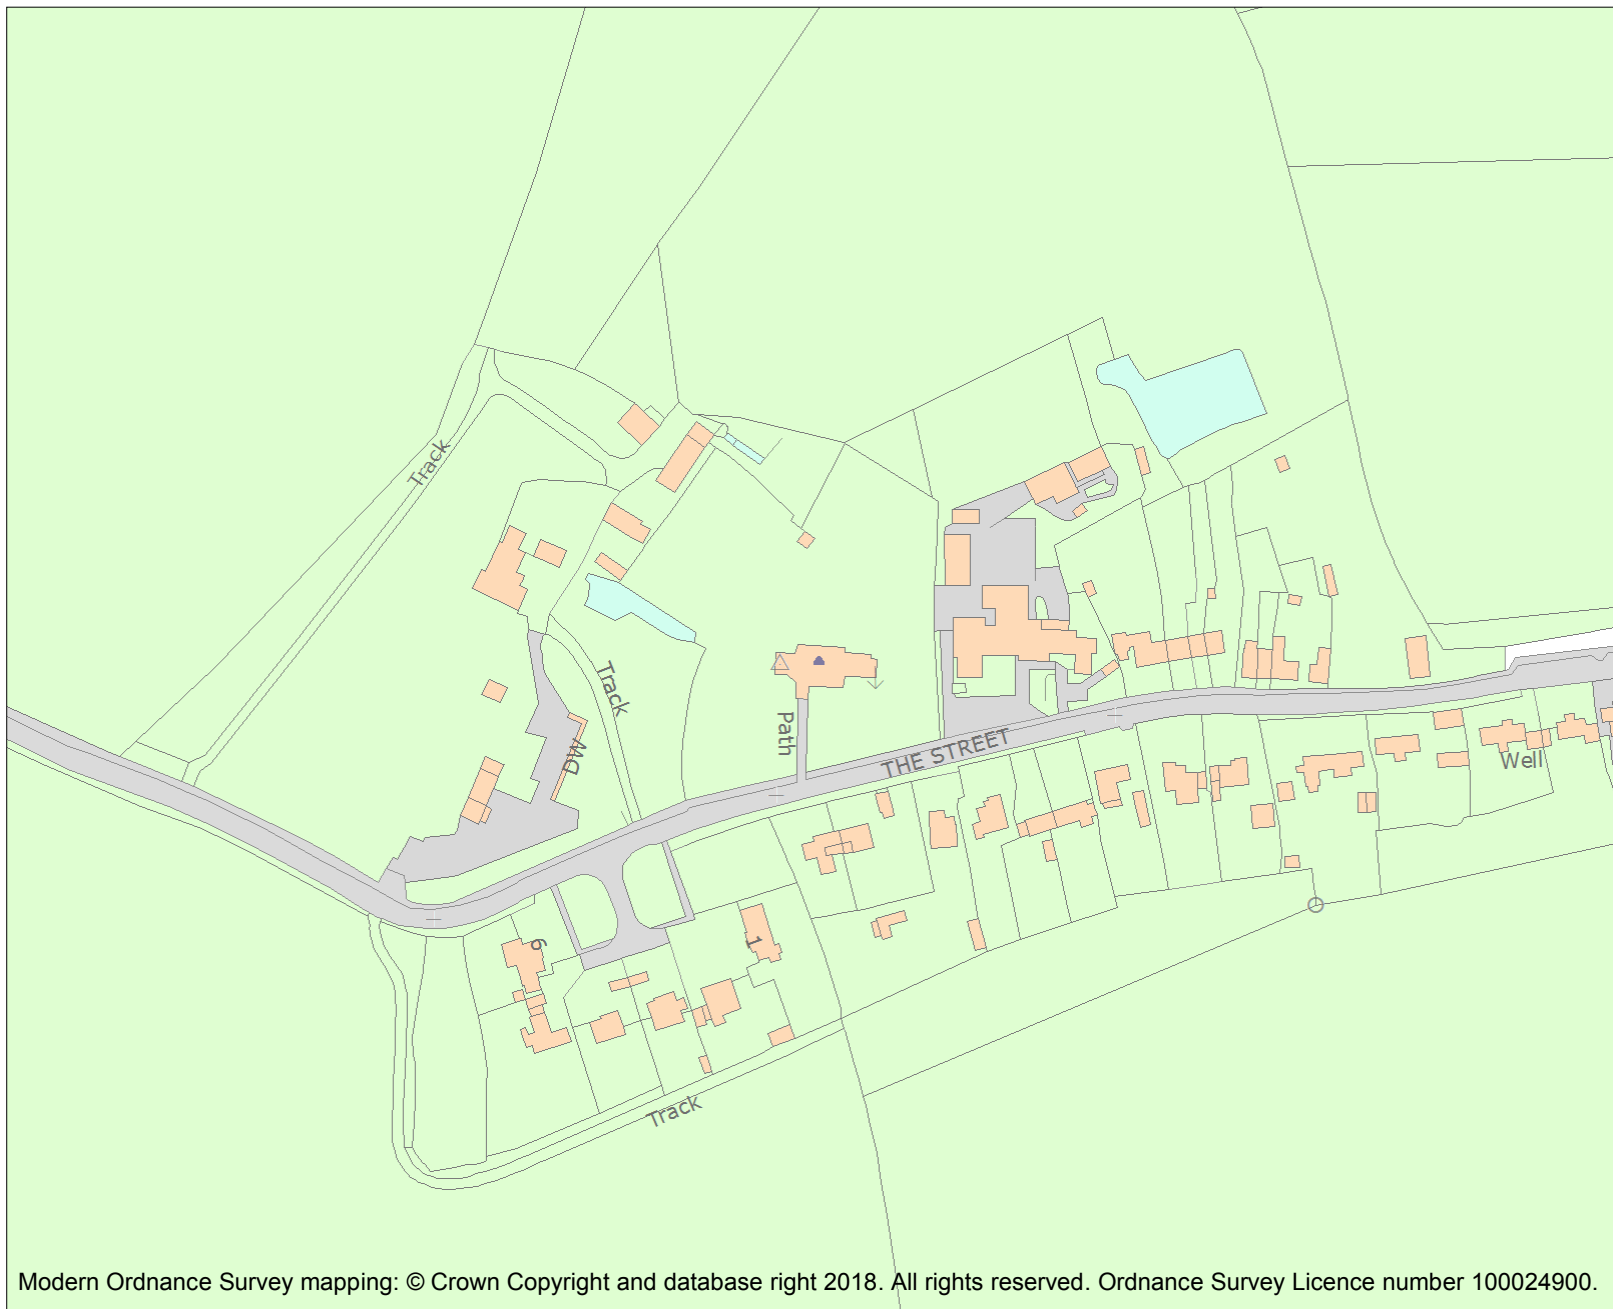 Track
Track
Path
DW
THE STREET
Well
6
1
Track
Modern Ordnance Survey mapping: © Crown Copyright and database right 2018. All rights reserved. Ordnance Survey Licence number 100024900.